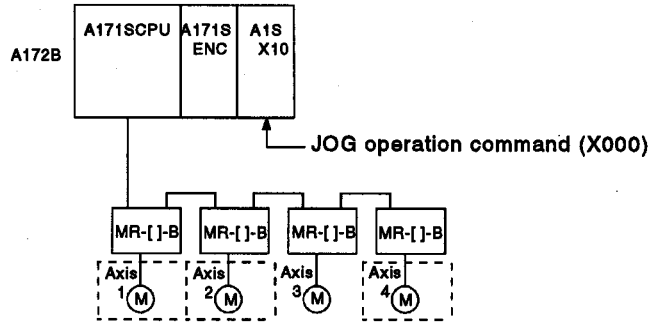 A172B
A171SCPU
A171S
ENC
A1S
X10
JOG operation command (X000)
MR-[ ]-B
MR-[ ]-B
MR-[ ]-B
MR-[ ]-B
Axis
1
M
Axis
2
M
Axis
3
M
Axis
4
M